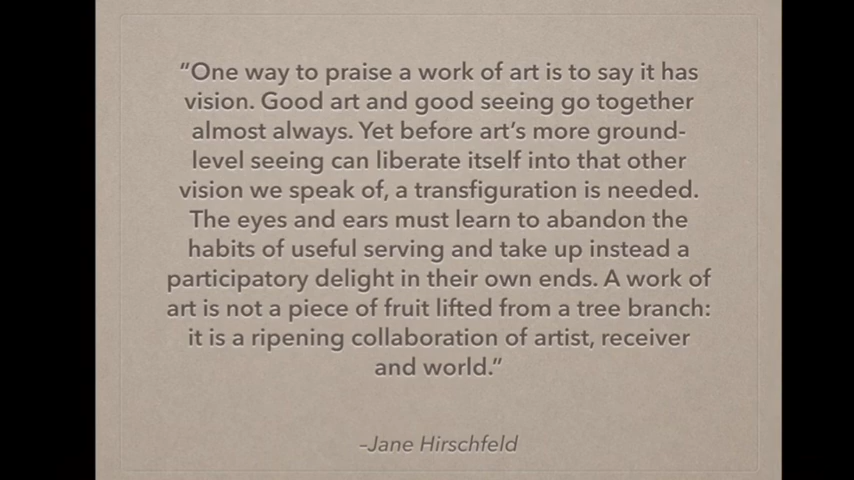 “One way to praise a work of art is to say it has
vision. Good art and good seeing go together
almost always. Yet before art’s more ground-
level seeing can liberate itself into that other
vision we speak of, a transfiguration is needed.
The eyes and ears must learn to abandon the
habits of useful serving and take up instead a
participatory delight in their own ends. A work of
art is not a piece of fruit lifted from a tree branch:
it is a ripening collaboration of artist, receiver
and world.”
–Jane Hirschfeld